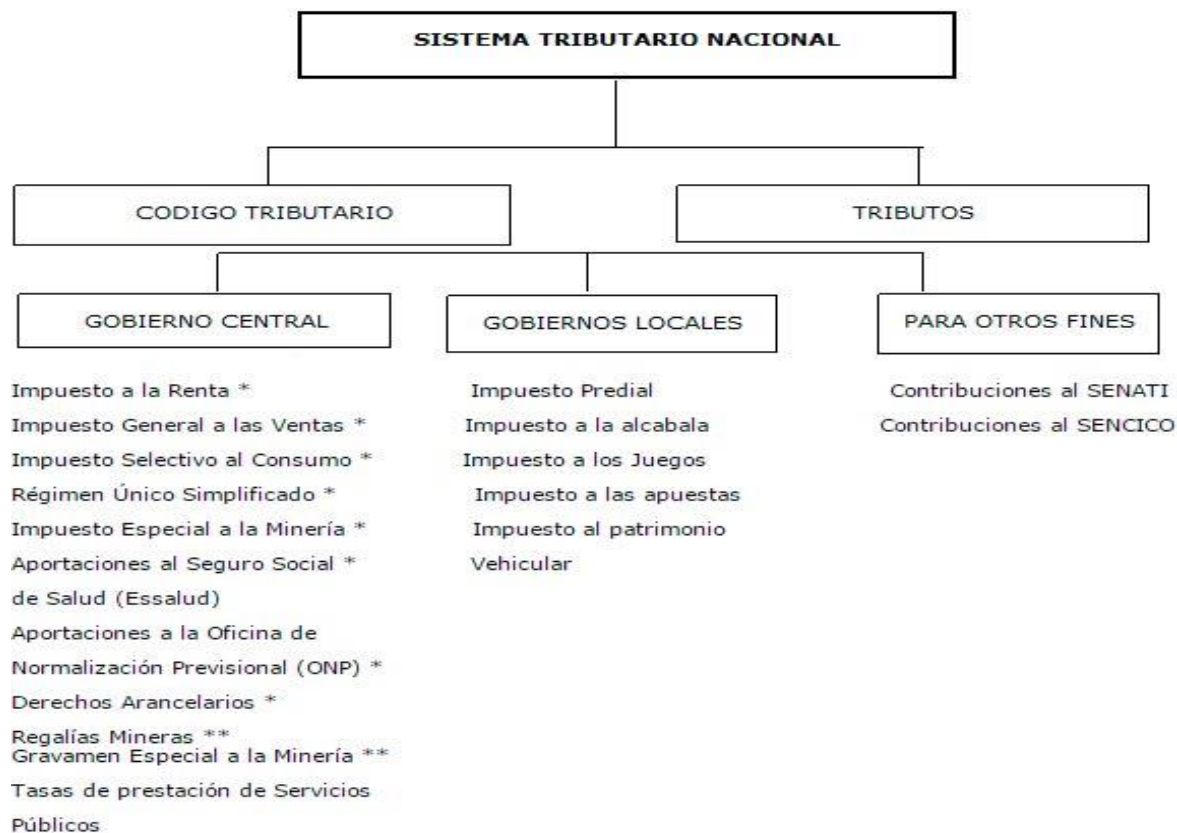 SISTEMA TRIBUTARIO NACIONAL
CODIGO TRIBUTARIO
TRIBUTOS
GOBIERNO CENTRAL
GOBIERNOS LOCALES
PARA OTROS FINES
Impuesto a la Renta *
Impuesto General a las Ventas *
Impuesto Selectivo al Consumo *
Régimen Único Simplificado *
Impuesto Especial a la Minería *
Aportaciones al Seguro Social *
de Salud (Essalud)
Aportaciones a la Oficina de
Normalización Previsional (ONP) *
Derechos Arancelarios *
Regalías Mineras **
Gravamen Especial a la Minería **
Tasas de prestación de Servicios
Públicos
Impuesto Predial
Impuesto a la alcabala
Impuesto a los Juegos
Impuesto a las apuestas
Impuesto al patrimonio
Vehicular
Contribuciones al SENATI
Contribuciones al SENCICO